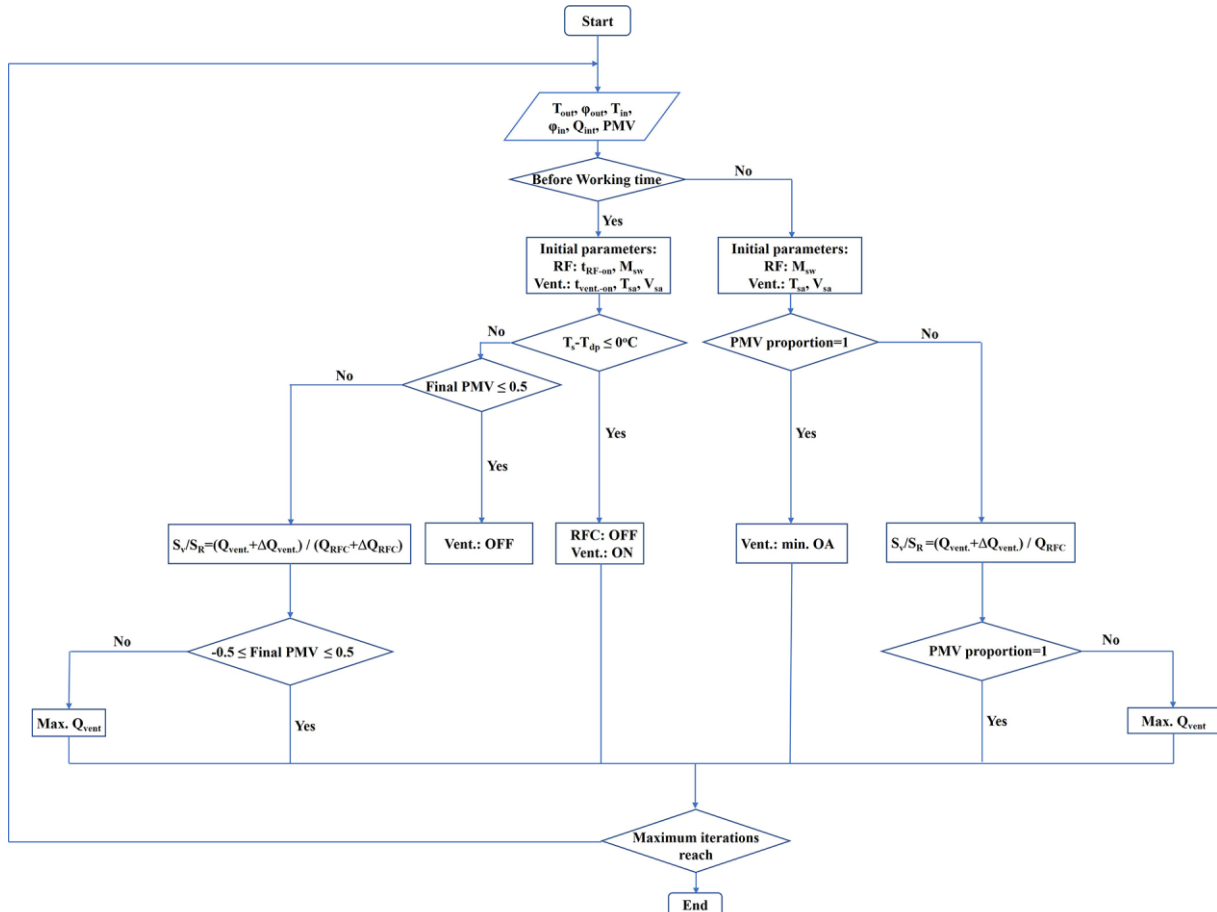 Start
T_out, φ_out, T_in,
φ_in, Q_int, PMV
Before Working time
No
Yes
Initial parameters:
RF: t_RF-on, M_sw
Vent.: t_vent.-on, T_sa, V_sa
Initial parameters:
RF: M_sw
Vent.: T_sa, V_sa
No
T_s-T_dp ≤ 0°C
PMV proportion=1
No
No
Final PMV ≤ 0.5
Yes
Yes
Yes
S_v/S_R=(Q_vent.+ΔQ_vent.) / (Q_RFC+ΔQ_RFC)
Vent.: OFF
RFC: OFF
Vent.: ON
Vent.: min. OA
S_v/S_R =(Q_vent.+ΔQ_vent.) / Q_RFC
No
-0.5 ≤ Final PMV ≤ 0.5
PMV proportion=1
No
Max. Q_vent
Yes
Yes
Max. Q_vent
Maximum iterations
reach
End